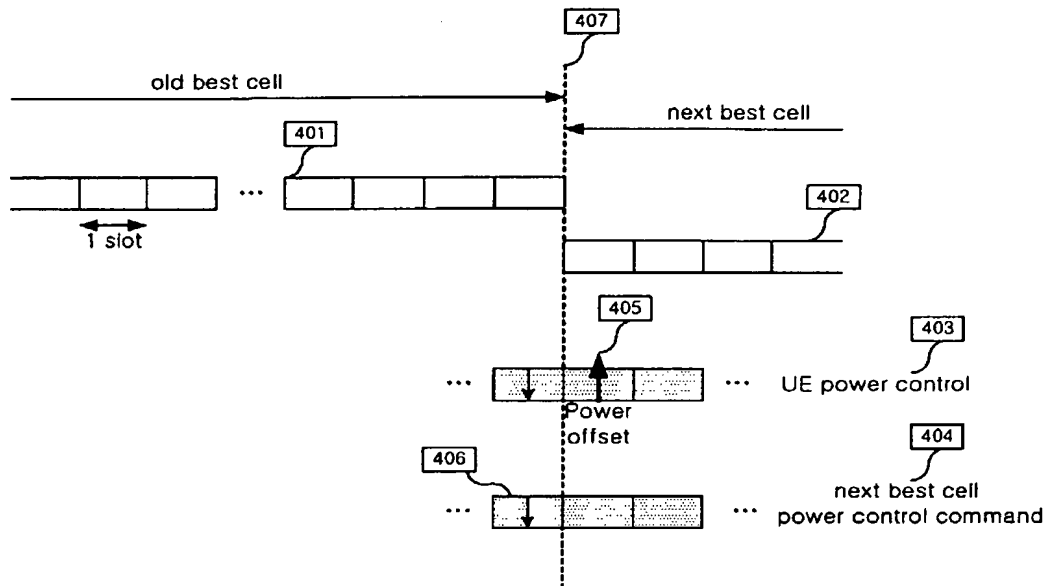 407
old best cell
next best cell
401
...
1 slot
402
405
403
... ... UE power control
Power
offset
404
406
... ... next best cell
power control command